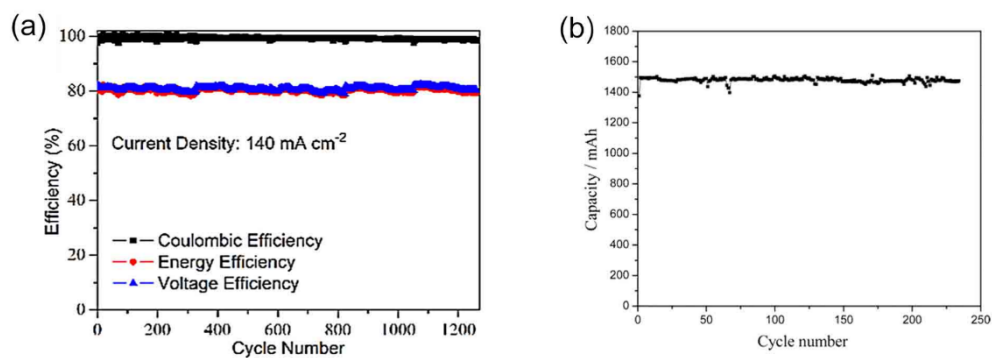 (a)
100
80
60
40
20
0
Efficiency (%)
Current Density: 140 mA cm-2
Coulombic Efficiency
Energy Efficiency
Voltage Efficiency
0 200 400 600 800 1000 1200
Cycle Number
(b)
1800
1600
1400
1200
1000
800
600
400
200
0
Capacity / mAh
0 50 100 150 200 250
Cycle number